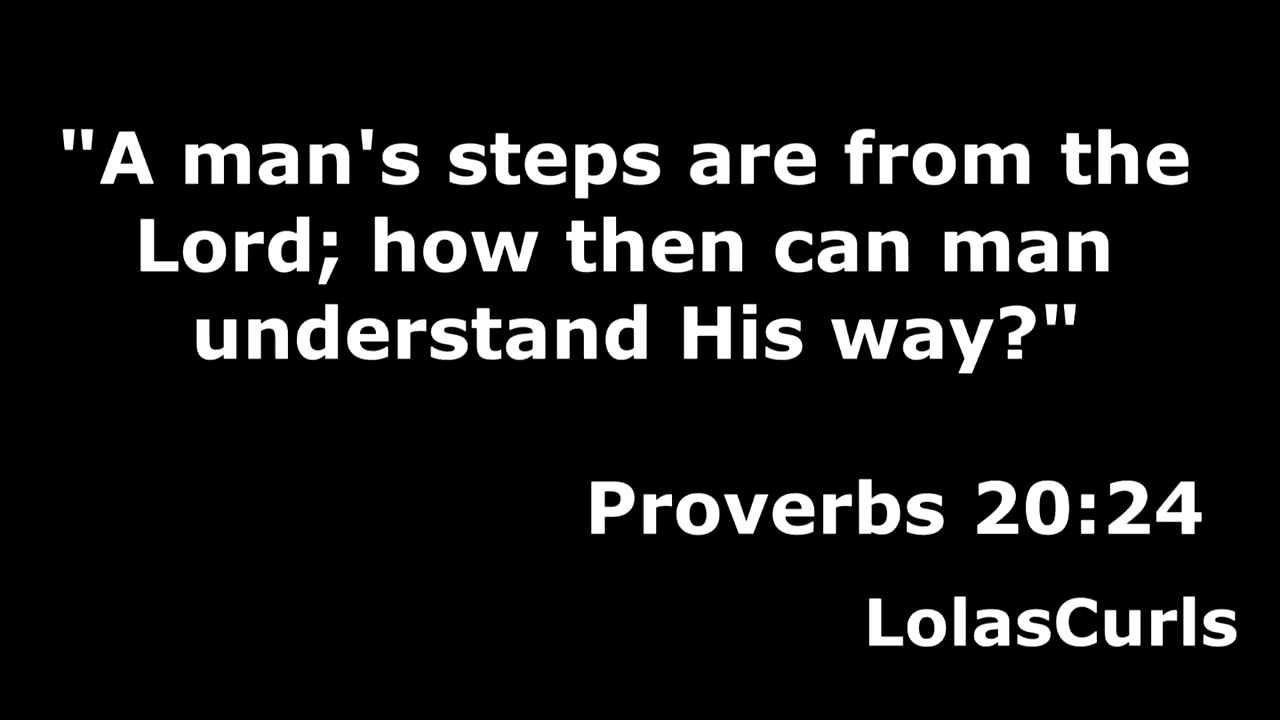 "A man's steps are from the
Lord; how then can man
understand His way?"
Proverbs 20:24
LolasCurls